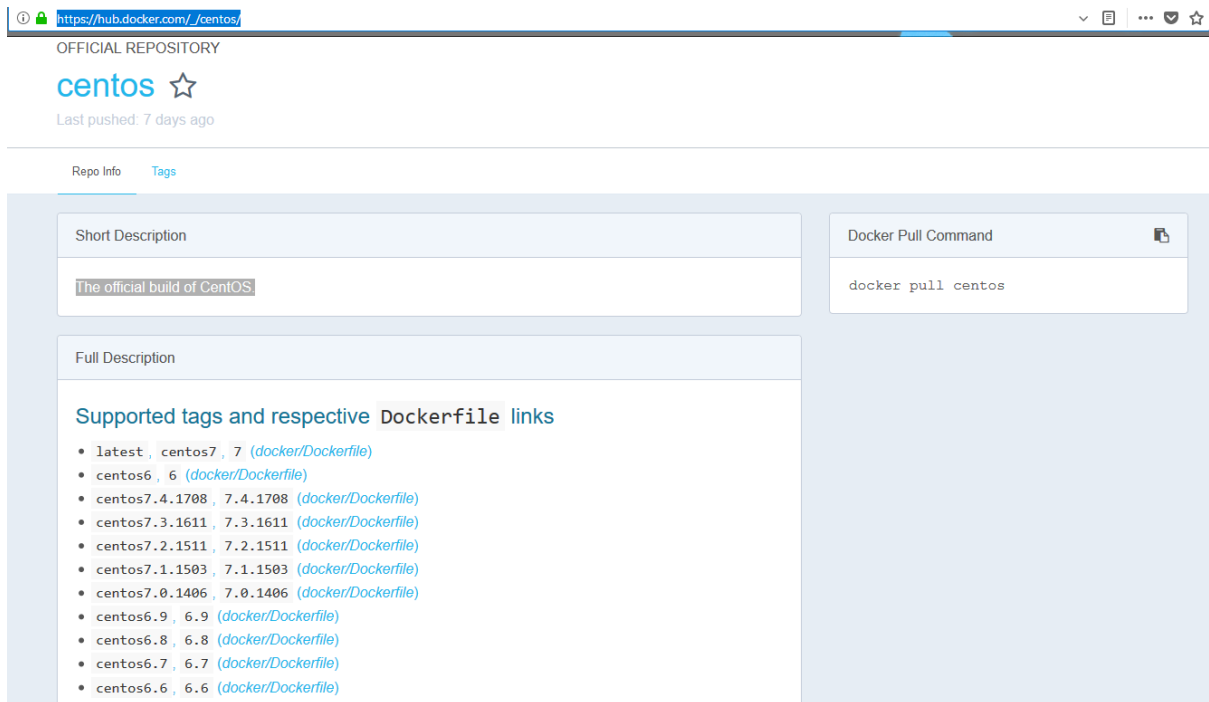 https://hub.docker.com/_/centos/
OFFICIAL REPOSITORY
centos
Last pushed: 7 days ago
Repo Info Tags
Short Description
The official build of CentOS.
Docker Pull Command
docker pull centos
Full Description
Supported tags and respective Dockerfile links
• latest, centos7, 7 (docker/Dockerfile)
• centos6, 6 (docker/Dockerfile)
• centos7.4.1708, 7.4.1708 (docker/Dockerfile)
• centos7.3.1611, 7.3.1611 (docker/Dockerfile)
• centos7.2.1511, 7.2.1511 (docker/Dockerfile)
• centos7.1.1503, 7.1.1503 (docker/Dockerfile)
• centos7.0.1406, 7.0.1406 (docker/Dockerfile)
• centos6.9, 6.9 (docker/Dockerfile)
• centos6.8, 6.8 (docker/Dockerfile)
• centos6.7, 6.7 (docker/Dockerfile)
• centos6.6, 6.6 (docker/Dockerfile)